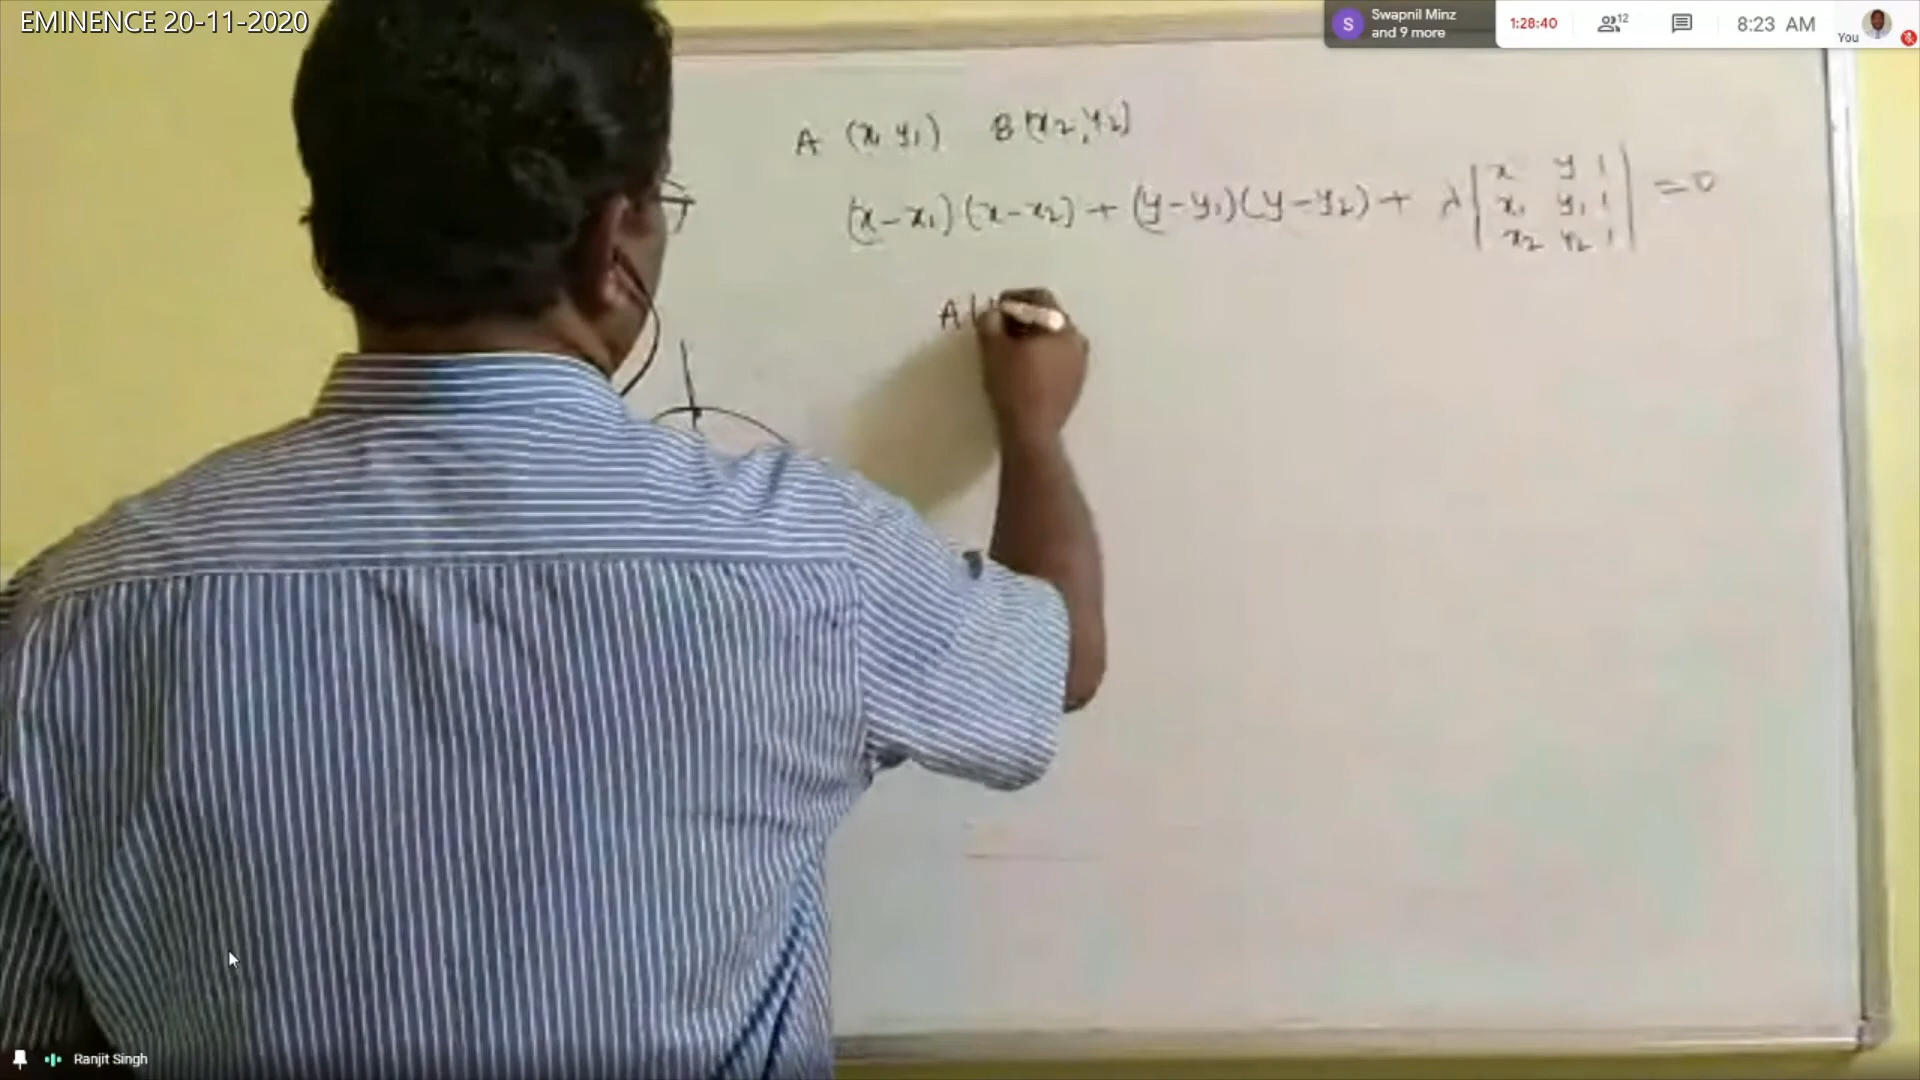 EMINENCE 20-11-2020
S Swapnil Minz and 9 more
1:28:40
12
8:23 AM
You
A (x₁ y₁) B(x₂,y₂)
(x-x₁)(x-x₂) + (y-y₁)(y-y₂) + λ | x y 1 | = 0
| x₁ y₁ 1 |
| x₂ y₂ 1 |
A(
Ranjit Singh